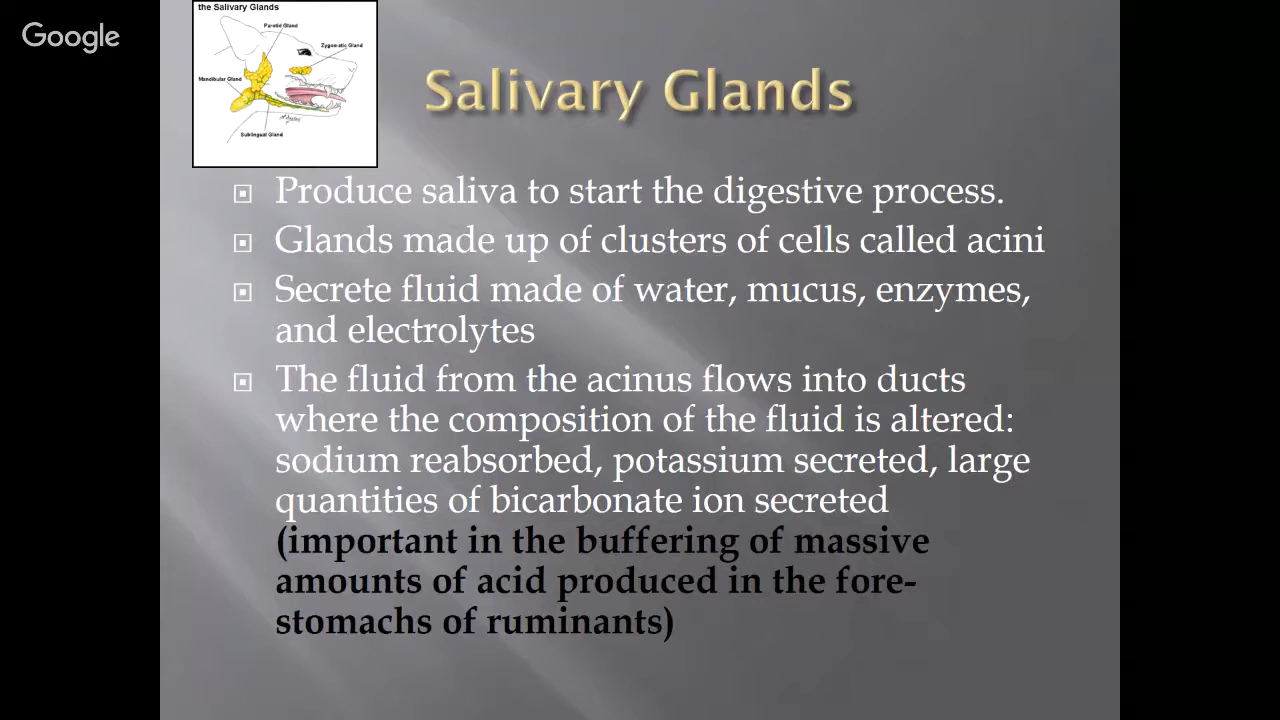 Google
the Salivary Glands
Parotid Gland
Zygomatic Gland
Mandibular Gland
Sublingual Gland
Salivary Glands
Produce saliva to start the digestive process.
Glands made up of clusters of cells called acini
Secrete fluid made of water, mucus, enzymes,
and electrolytes
The fluid from the acinus flows into ducts
where the composition of the fluid is altered:
sodium reabsorbed, potassium secreted, large
quantities of bicarbonate ion secreted
(important in the buffering of massive
amounts of acid produced in the fore-
stomachs of ruminants)